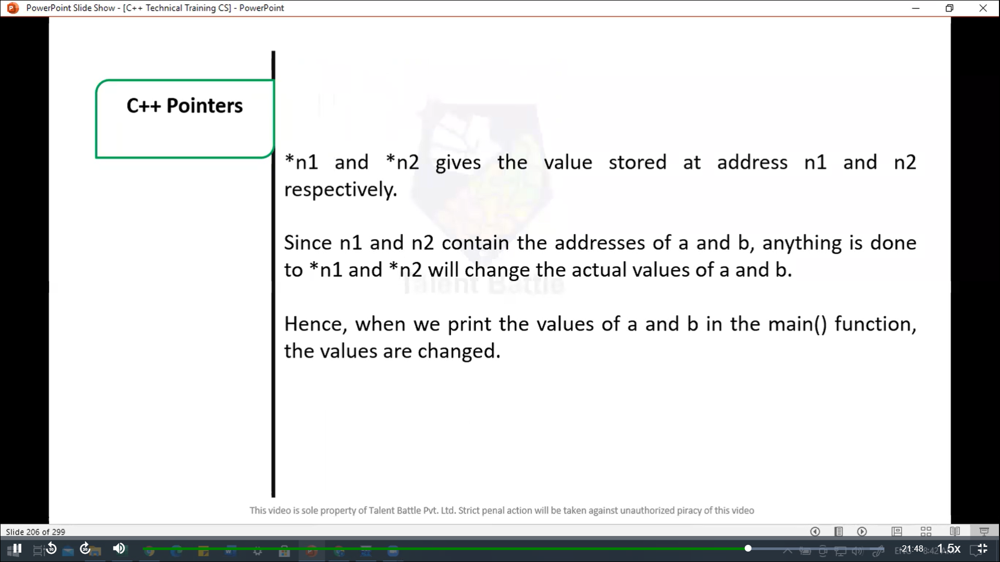 PowerPoint Slide Show - [C++ Technical Training CS] - PowerPoint
C++ Pointers
*n1 and *n2 gives the value stored at address n1 and n2
respectively.
Since n1 and n2 contain the addresses of a and b, anything is done
to *n1 and *n2 will change the actual values of a and b.
Talent Battle
Hence, when we print the values of a and b in the main() function,
the values are changed.
This video is sole property of Talent Battle Pvt. Ltd. Strict penal action will be taken against unauthorized piracy of this video
Slide 206 of 299
10
30
-21:48
1.5x